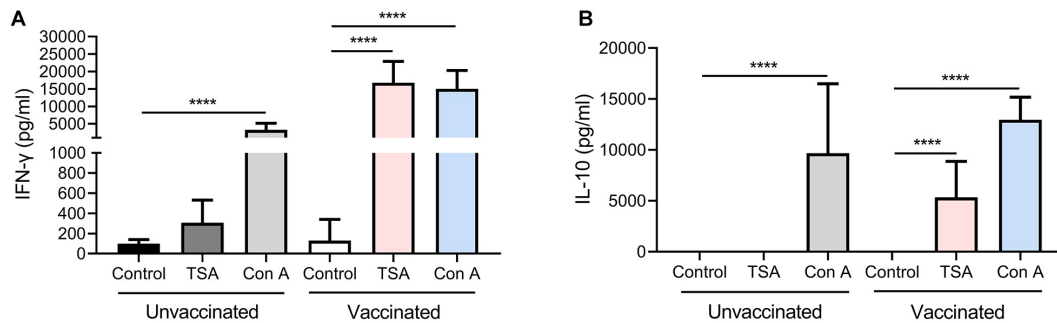 A
IFN-γ (pg/ml)
30000
25000
20000
15000
10000
5000
1000
800
600
400
200
0
****
****
****
Control TSA Con A Control TSA Con A
Unvaccinated Vaccinated
B
IL-10 (pg/ml)
20000
15000
10000
5000
0
****
****
****
Control TSA Con A Control TSA Con A
Unvaccinated Vaccinated